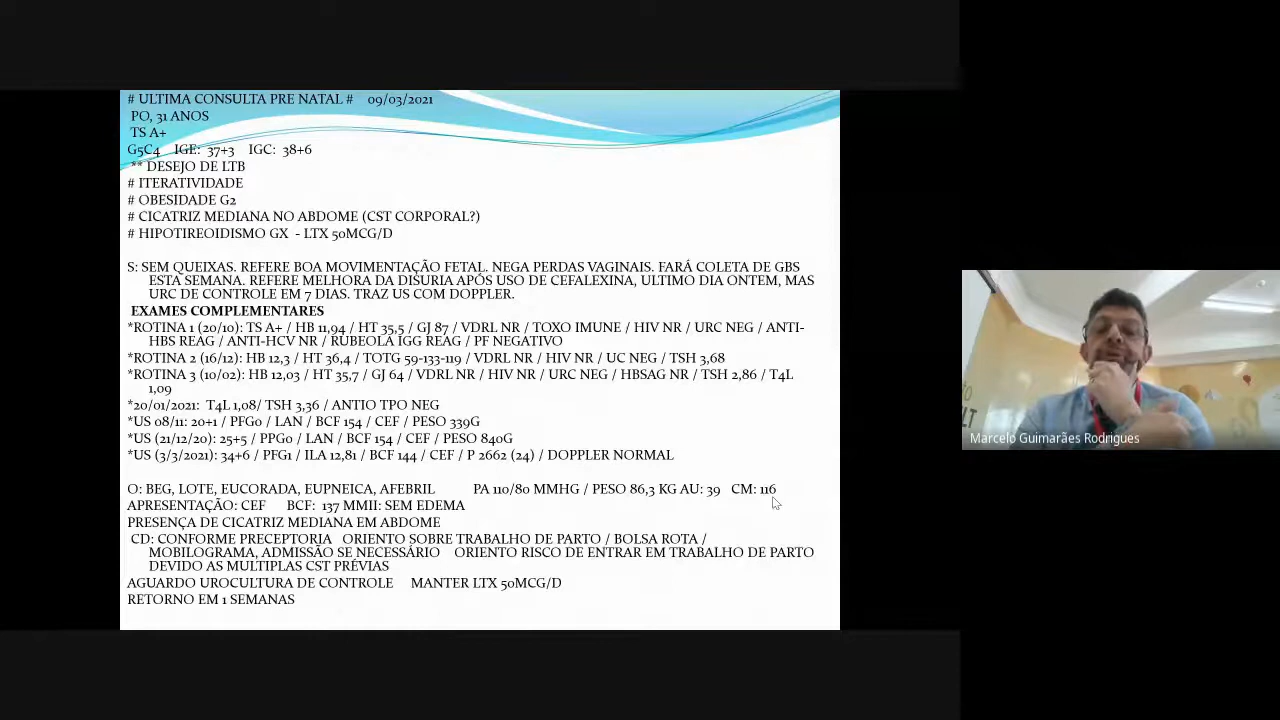 # ULTIMA CONSULTA PRE NATAL # 09/03/2021
PO, 31 ANOS
TS A+
G5C4 IGE: 37+3 IGC: 38+6
** DESEJO DE LTB
# ITERATIVIDADE
# OBESIDADE G2
# CICATRIZ MEDIANA NO ABDOME (CST CORPORAL?)
# HIPOTIREOIDISMO GX - LTX 50MCG/D
S: SEM QUEIXAS. REFERE BOA MOVIMENTAÇÃO FETAL. NEGA PERDAS VAGINAIS. FARÁ COLETA DE GBS
ESTA SEMANA. REFERE MELHORA DA DISURIA APÓS USO DE CEFALEXINA, ULTIMO DIA ONTEM, MAS
URC DE CONTROLE EM 7 DIAS. TRAZ US COM DOPPLER.
EXAMES COMPLEMENTARES
*ROTINA 1 (20/10): TS A+ / HB 11,94 / HT 35,5 / GJ 87 / VDRL NR / TOXO IMUNE / HIV NR / URC NEG / ANTI-
HBS REAG / ANTI-HCV NR / RUBEOLA IGG REAG / PF NEGATIVO
*ROTINA 2 (16/12): HB 12,3 / HT 36,4 / TOTG 59-133-119 / VDRL NR / HIV NR / UC NEG / TSH 3,68
*ROTINA 3 (10/02): HB 12,03 / HT 35,7 / GJ 64 / VDRL NR / HIV NR / URC NEG / HBSAG NR / TSH 2,86 / T4L
1,09
*20/01/2021: T4L 1,08/ TSH 3,36 / ANTIO TPO NEG
*US 08/11: 20+1 / PFG0 / LAN / BCF 154 / CEF / PESO 339G
*US (21/12/20): 25+5 / PPG0 / LAN / BCF 154 / CEF / PESO 840G
*US (3/3/2021): 34+6 / PFG1 / ILA 12,81 / BCF 144 / CEF / P 2662 (24) / DOPPLER NORMAL
O: BEG, LOTE, EUCORADA, EUPNEICA, AFEBRIL PA 110/80 MMHG / PESO 86,3 KG AU: 39 CM: 116
APRESENTAÇÃO: CEF BCF: 137 MMII: SEM EDEMA
PRESENÇA DE CICATRIZ MEDIANA EM ABDOME
CD: CONFORME PRECEPTORIA ORIENTO SOBRE TRABALHO DE PARTO / BOLSA ROTA /
MOBILOGRAMA, ADMISSÃO SE NECESSÁRIO ORIENTO RISCO DE ENTRAR EM TRABALHO DE PARTO
DEVIDO AS MULTIPLAS CST PRÉVIAS
AGUARDO UROCULTURA DE CONTROLE MANTER LTX 50MCG/D
RETORNO EM 1 SEMANAS
Marcelo Guimarães Rodrigues